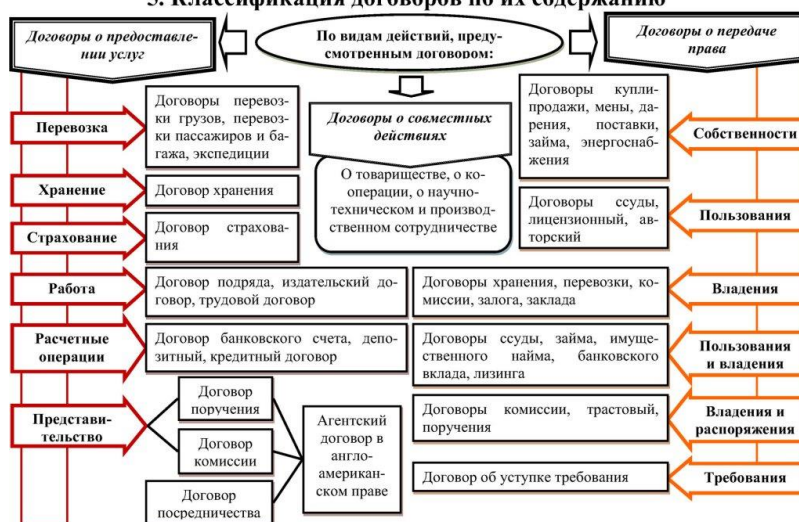 3. Классификация договоров по их содержанию
Договоры о предоставле-
нии услуг
По видам действий, преду-
смотренным договором:
Договоры о передаче
права
Перевозка
Договоры перевоз-
ки грузов, перевозки
пассажиров и ба-
гажа, экспедиции
Хранение
Договор хранения
Страхование
Договор страхова-
ния
Работа
Договор подряда, издательский до-
говор, трудовой договор
Расчетные
операции
Договор банковского счета, депо-
зитный, кредитный договор
Представи-
тельство
Договор
поручения
Договор
комиссии
Договор
посредничества
Агентский
договор в
англо-
американ-
ском праве
Договоры о совместных
действиях
О товариществе, о ко-
операции, о научно-
техническом и производ-
ственном сотрудничестве
Договоры купли-
продажи, мены, да-
рения, поставки,
займа, энергоснаб-
жения
Собственности
Договоры ссуды,
лицензионный, ав-
торский
Пользования
Договоры хранения, перевозки, ко-
миссии, залога, заклада
Владения
Договоры ссуды, займа, имуще-
ственного найма, банковского
вклада, лизинга
Пользования
и владения
Договоры комиссии, трастовый,
поручения
Владения и
распоряжения
Договор об уступке требования
Требования